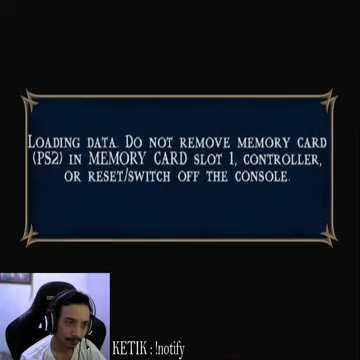 Loading data. Do not remove memory card
(PS2) in MEMORY CARD slot 1, controller,
or reset/switch off the console.
KETIK : !notify